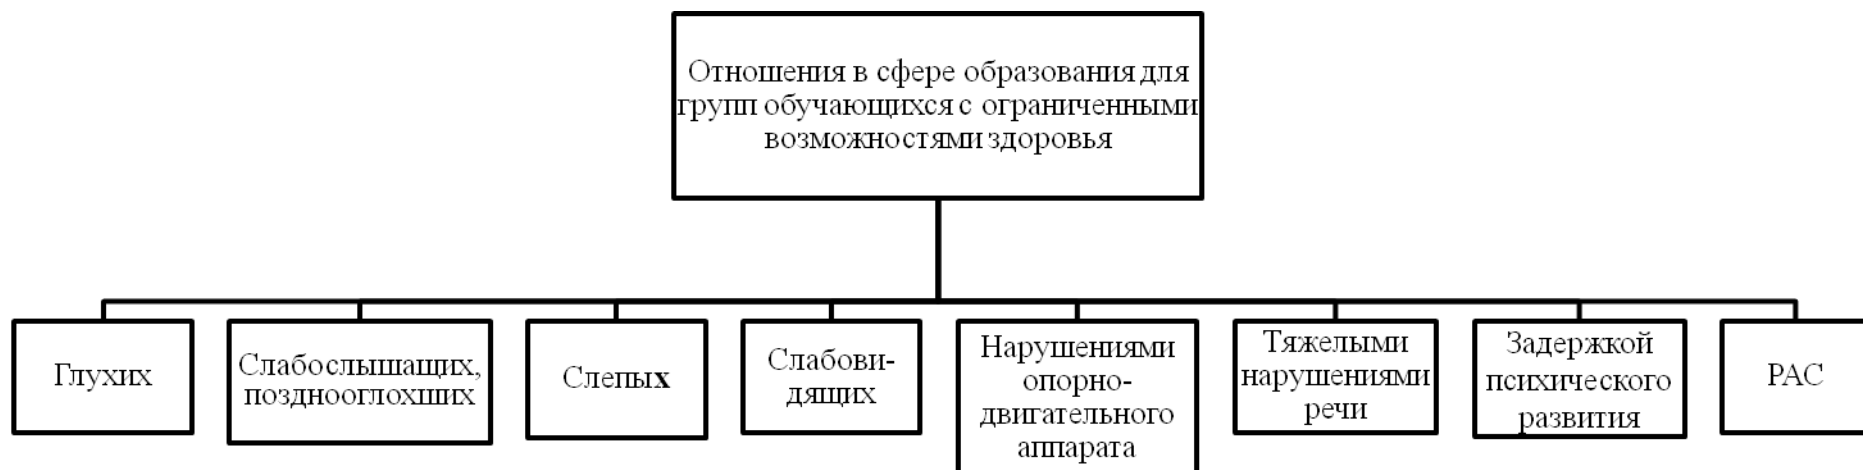 Отношения в сфере образования для
групп обучающихся с ограниченными
возможностями здоровья
Глухих
Слабослышащих,
позднооглохших
Слепых
Слабови-
дящих
Нарушениями
опорно-
двигательного
аппарата
Тяжелыми
нарушениями
речи
Задержкой
психического
развития
РАС